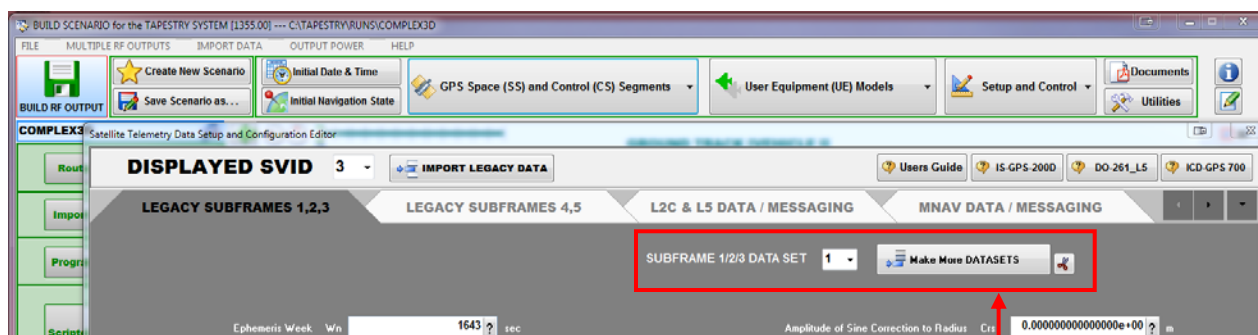 BUILD SCENARIO for the TAPESTRY SYSTEM [1355.00] --- C:\TAPESTRY\RUNS\COMPLEX3D
FILE MULTIPLE RF OUTPUTS IMPORT DATA OUTPUT POWER HELP
BUILD RF OUTPUT
Create New Scenario
Save Scenario as...
Initial Date & Time
Initial Navigation State
GPS Space (SS) and Control (CS) Segments
User Equipment (UE) Models
Setup and Control
Documents
Utilities
COMPLEX3
Satellite Telemetry Data Setup and Configuration Editor
Rout
DISPLAYED SVID 3
IMPORT LEGACY DATA
Users Guide
IS-GPS-200D
DO-261_L5
ICD-GPS 700
LEGACY SUBFRAMES 1,2,3
LEGACY SUBFRAMES 4,5
L2C & L5 DATA / MESSAGING
MNAV DATA / MESSAGING
Impor
SUBFRAME 1/2/3 DATA SET 1
Make More DATASETS
Progra
Scripte
Ephemeris Week Wn 1643 ? sec
Amplitude of Sine Correction to Radius Crs 0.000000000000000e+00 ? m